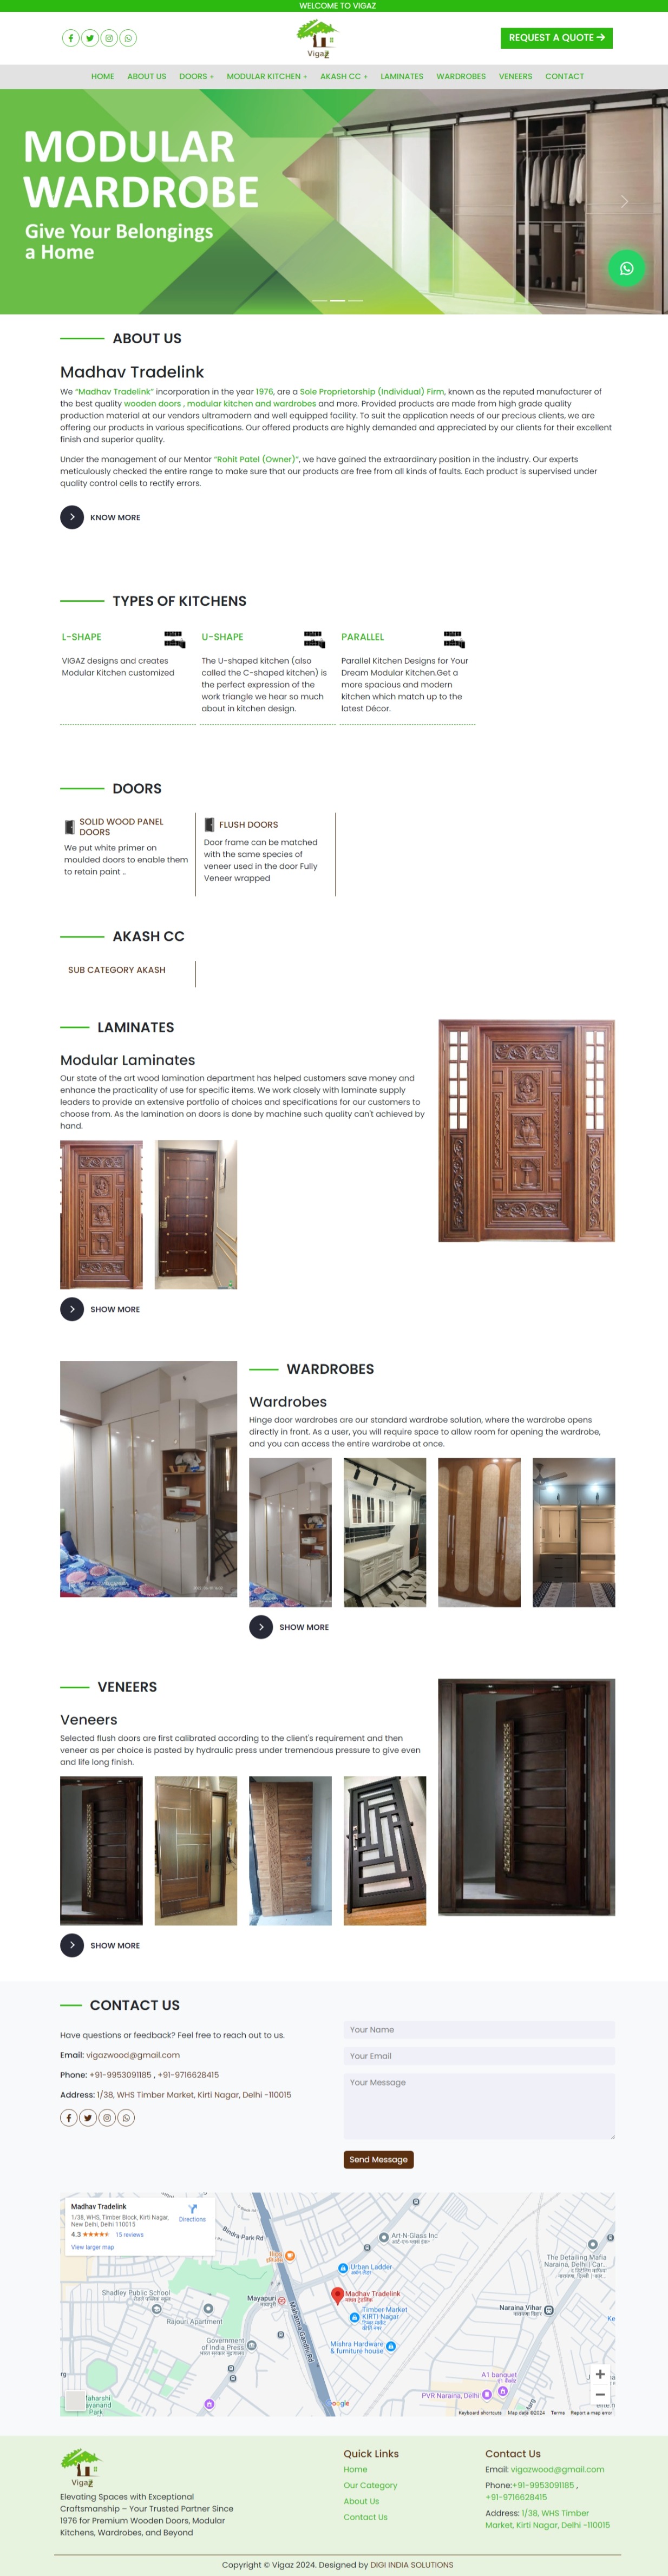 WELCOME TO VIGAZ
Vigaz
REQUEST A QUOTE →
HOME ABOUT US DOORS + MODULAR KITCHEN + AKASH CC + LAMINATES WARDROBES VENEERS CONTACT
MODULAR
WARDROBE
Give Your Belongings
a Home
ABOUT US
Madhav Tradelink
We "Madhav Tradelink" incorporation in the year 1976, are a Sole Proprietorship (Individual) Firm, known as the reputed manufacturer of
the best quality wooden doors , modular kitchen and wardrobes and more. Provided products are made from high grade quality
production material at our vendors ultramodern and well equipped facility. To suit the application needs of our precious clients, we are
offering our products in various specifications. Our offered products are highly demanded and appreciated by our clients for their excellent
finish and superior quality.
Under the management of our Mentor "Rohit Patel (Owner)", we have gained the extraordinary position in the industry. Our experts
meticulously checked the entire range to make sure that our products are free from all kinds of faults. Each product is supervised under
quality control cells to rectify errors.
KNOW MORE
TYPES OF KITCHENS
L-SHAPE
VIGAZ designs and creates
Modular Kitchen customized
U-SHAPE
The U-shaped kitchen (also
called the C-shaped kitchen) is
the perfect expression of the
work triangle we hear so much
about in kitchen design.
PARALLEL
Parallel Kitchen Designs for Your
Dream Modular Kitchen.Get a
more spacious and modern
kitchen which match up to the
latest Décor.
DOORS
SOLID WOOD PANEL
DOORS
We put white primer on
moulded doors to enable them
to retain paint ..
FLUSH DOORS
Door frame can be matched
with the same species of
veneer used in the door Fully
Veneer wrapped
AKASH CC
SUB CATEGORY AKASH
LAMINATES
Modular Laminates
Our state of the art wood lamination department has helped customers save money and
enhance the practicality of use for specific items. We work closely with laminate supply
leaders to provide an extensive portfolio of choices and specifications for our customers to
choose from. As the lamination on doors is done by machine such quality can't achieved by
hand.
SHOW MORE
WARDROBES
Wardrobes
Hinge door wardrobes are our standard wardrobe solution, where the wardrobe opens
directly in front. As a user, you will require space to allow room for opening the wardrobe,
and you can access the entire wardrobe at once.
SHOW MORE
VENEERS
Veneers
Selected flush doors are first calibrated according to the client's requirement and then
veneer as per choice is pasted by hydraulic press under tremendous pressure to give even
and life long finish.
SHOW MORE
CONTACT US
Have questions or feedback? Feel free to reach out to us.
Email: vigazwood@gmail.com
Phone: +91-9953091185 , +91-9716628415
Address: 1/38, WHS Timber Market, Kirti Nagar, Delhi -110015
Your Name
Your Email
Your Message
Send Message
Madhav Tradelink
1/38, WHS, Timber Block, Kirti Nagar,
New Delhi, Delhi 110015
4.3 ★★★★★ 15 reviews
View larger map
Directions
Bindra Park Rd
Art-N-Glass Inc
The Detailing Mafia
Naraina, Delhi | Car...
Urban Ladder
Shadley Public School
Mayapuri
Madhav Tradelink
Timber Market
KIRTI Nagar
Naraina Vihar
Rajouri Apartment
Mahatma Gandhi Rd
Government
of India Press
Mishra Hardware
& furniture house
A1 banquet
PVR Naraina, Delhi
Google
Keyboard shortcuts Map data ©2024 Terms Report a map error
Vigaz
Elevating Spaces with Exceptional
Craftsmanship – Your Trusted Partner Since
1976 for Premium Wooden Doors, Modular
Kitchens, Wardrobes, and Beyond
Quick Links
Home
Our Category
About Us
Contact Us
Contact Us
Email: vigazwood@gmail.com
Phone:+91-9953091185 ,
+91-9716628415
Address: 1/38, WHS Timber
Market, Kirti Nagar, Delhi -110015
Copyright © Vigaz 2024. Designed by DIGI INDIA SOLUTIONS